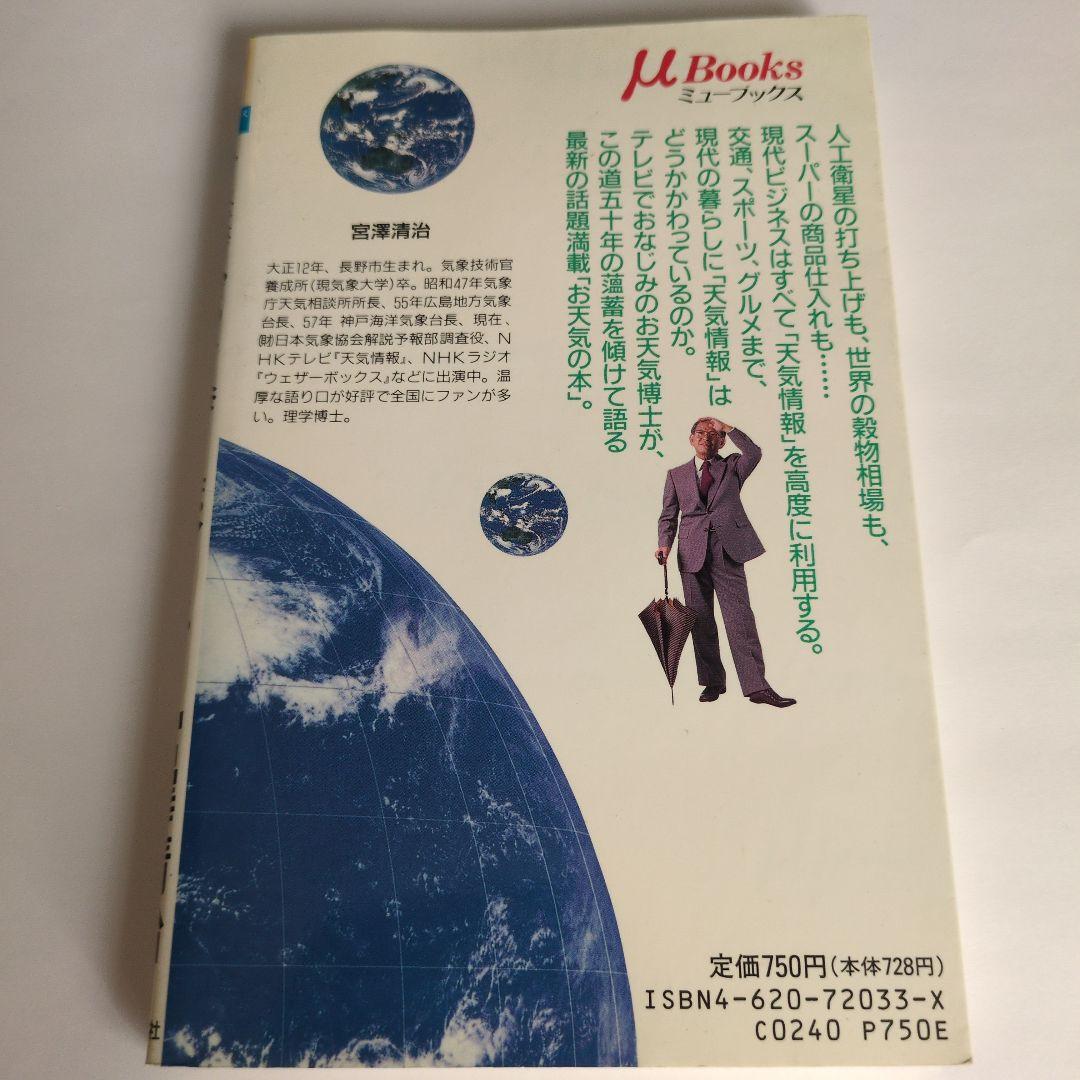 μ Books
ミューブックス
人工衛星の打ち上げも、世界の穀物相場も、
スーパーの商品仕入れも……
現代ビジネスはすべて「天気情報」を高度に利用する。
交通、スポーツ、グルメまで、
現代の暮らしに「天気情報」は
どうかかわっているのか。
テレビでおなじみのお天気博士が、
この道五十年の薀蓄を傾けて語る
最新の話題満載「お天気の本」。
宮澤清治
大正12年、長野市生まれ。気象技術官
養成所(現気象大学)卒。昭和47年気象
庁天気相談所所長、55年広島地方気象
台長、57年 神戸海洋気象台長、現在、
(財)日本気象協会解説予報部調査役、N
HKテレビ『天気情報』、NHKラジオ
『ウェザーボックス』などに出演中。温
厚な語り口が好評で全国にファンが多
い。理学博士。
定価750円(本体728円)
ISBN4-620-72033-X
C0240 P750E
社